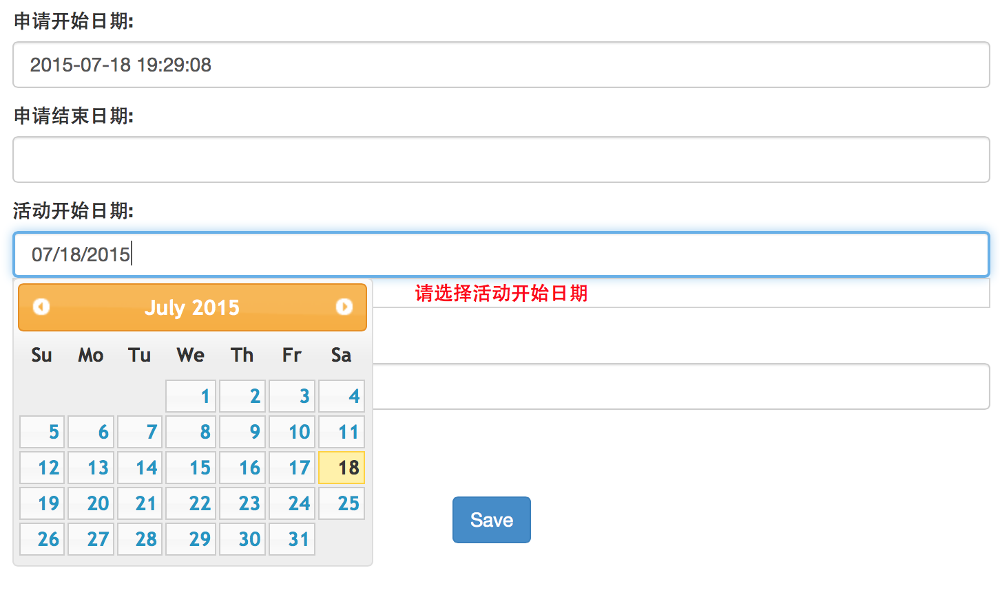 申请开始日期:
2015-07-18 19:29:08
申请结束日期:
活动开始日期:
07/18/2015
请选择活动开始日期
July 2015
Su Mo Tu We Th Fr Sa
1 2 3 4
5 6 7 8 9 10 11
12 13 14 15 16 17 18
19 20 21 22 23 24 25
26 27 28 29 30 31
Save